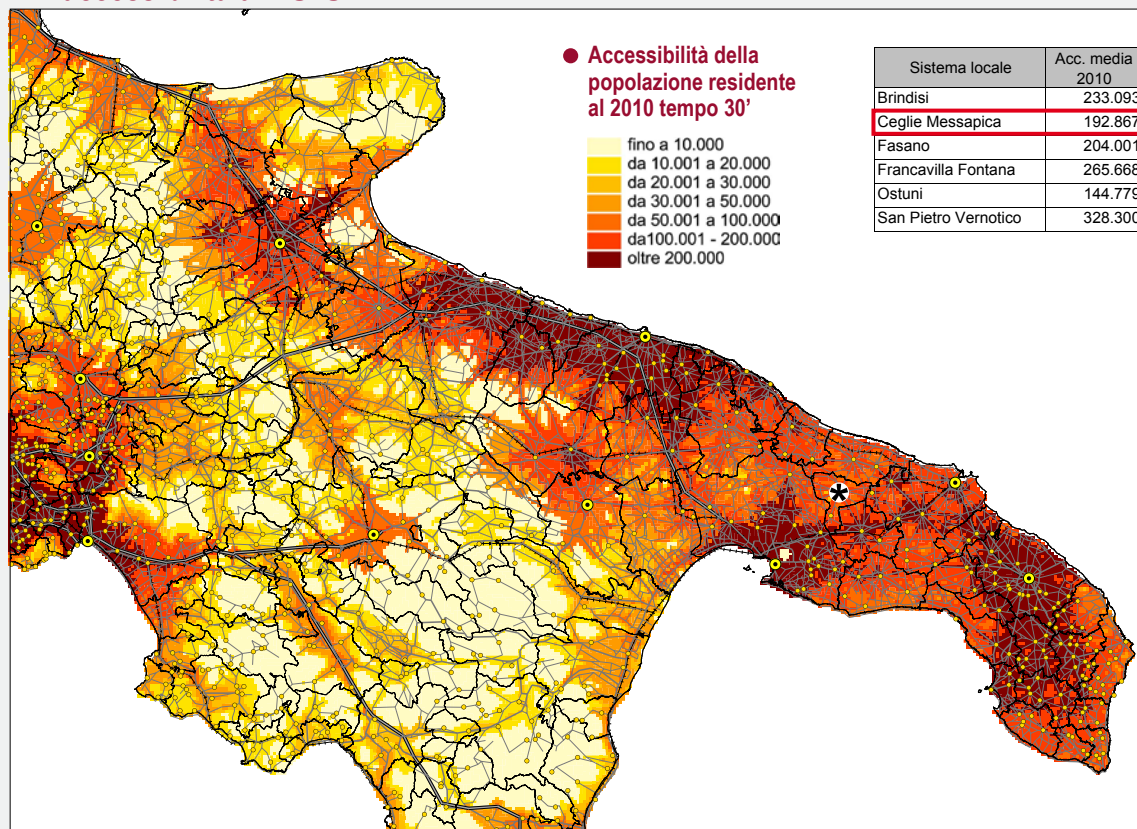 ● Accessibilità della
popolazione residente
al 2010 tempo 30’
fino a 10.000
da 10.001 a 20.000
da 20.001 a 30.000
da 30.001 a 50.000
da 50.001 a 100.000
da100.001 - 200.000
oltre 200.000
Sistema locale Acc. media 2010
Brindisi 233.093
Ceglie Messapica 192.867
Fasano 204.001
Francavilla Fontana 265.668
Ostuni 144.779
San Pietro Vernotico 328.300
*